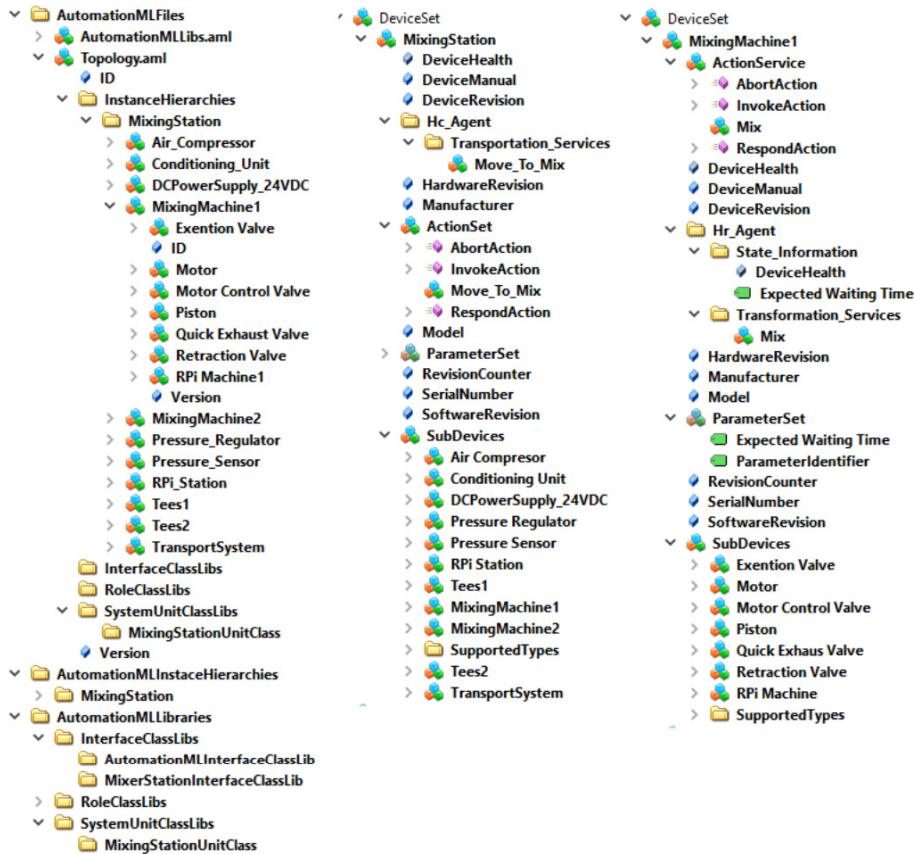 AutomationMLFiles
AutomationMLLibs.aml
Topology.aml
ID
InstanceHierarchies
MixingStation
Air_Compressor
Conditioning_Unit
DCPowerSupply_24VDC
MixingMachine1
Exention Valve
ID
Motor
Motor Control Valve
Piston
Quick Exhaust Valve
Retraction Valve
RPi Machine1
Version
MixingMachine2
Pressure_Regulator
Pressure_Sensor
RPi_Station
Tees1
Tees2
TransportSystem
InterfaceClassLibs
RoleClassLibs
SystemUnitClassLibs
MixingStationUnitClass
Version
AutomationMLInstaceHierarchies
MixingStation
AutomationMLLibraries
InterfaceClassLibs
AutomationMLInterfaceClassLib
MixerStationInterfaceClassLib
RoleClassLibs
SystemUnitClassLibs
MixingStationUnitClass
DeviceSet
MixingStation
DeviceHealth
DeviceManual
DeviceRevision
Hc_Agent
Transportation_Services
Move_To_Mix
HardwareRevision
Manufacturer
ActionSet
AbortAction
InvokeAction
Move_To_Mix
RespondAction
Model
ParameterSet
RevisionCounter
SerialNumber
SoftwareRevision
SubDevices
Air Compresor
Conditioning Unit
DCPowerSupply_24VDC
Pressure Regulator
Pressure Sensor
RPi Station
Tees1
MixingMachine1
MixingMachine2
SupportedTypes
Tees2
TransportSystem
DeviceSet
MixingMachine1
ActionService
AbortAction
InvokeAction
Mix
RespondAction
DeviceHealth
DeviceManual
DeviceRevision
Hr_Agent
State_Information
DeviceHealth
Expected Waiting Time
Transformation_Services
Mix
HardwareRevision
Manufacturer
Model
ParameterSet
Expected Waiting Time
ParameterIdentifier
RevisionCounter
SerialNumber
SoftwareRevision
SubDevices
Exention Valve
Motor
Motor Control Valve
Piston
Quick Exhaus Valve
Retraction Valve
RPi Machine
SupportedTypes